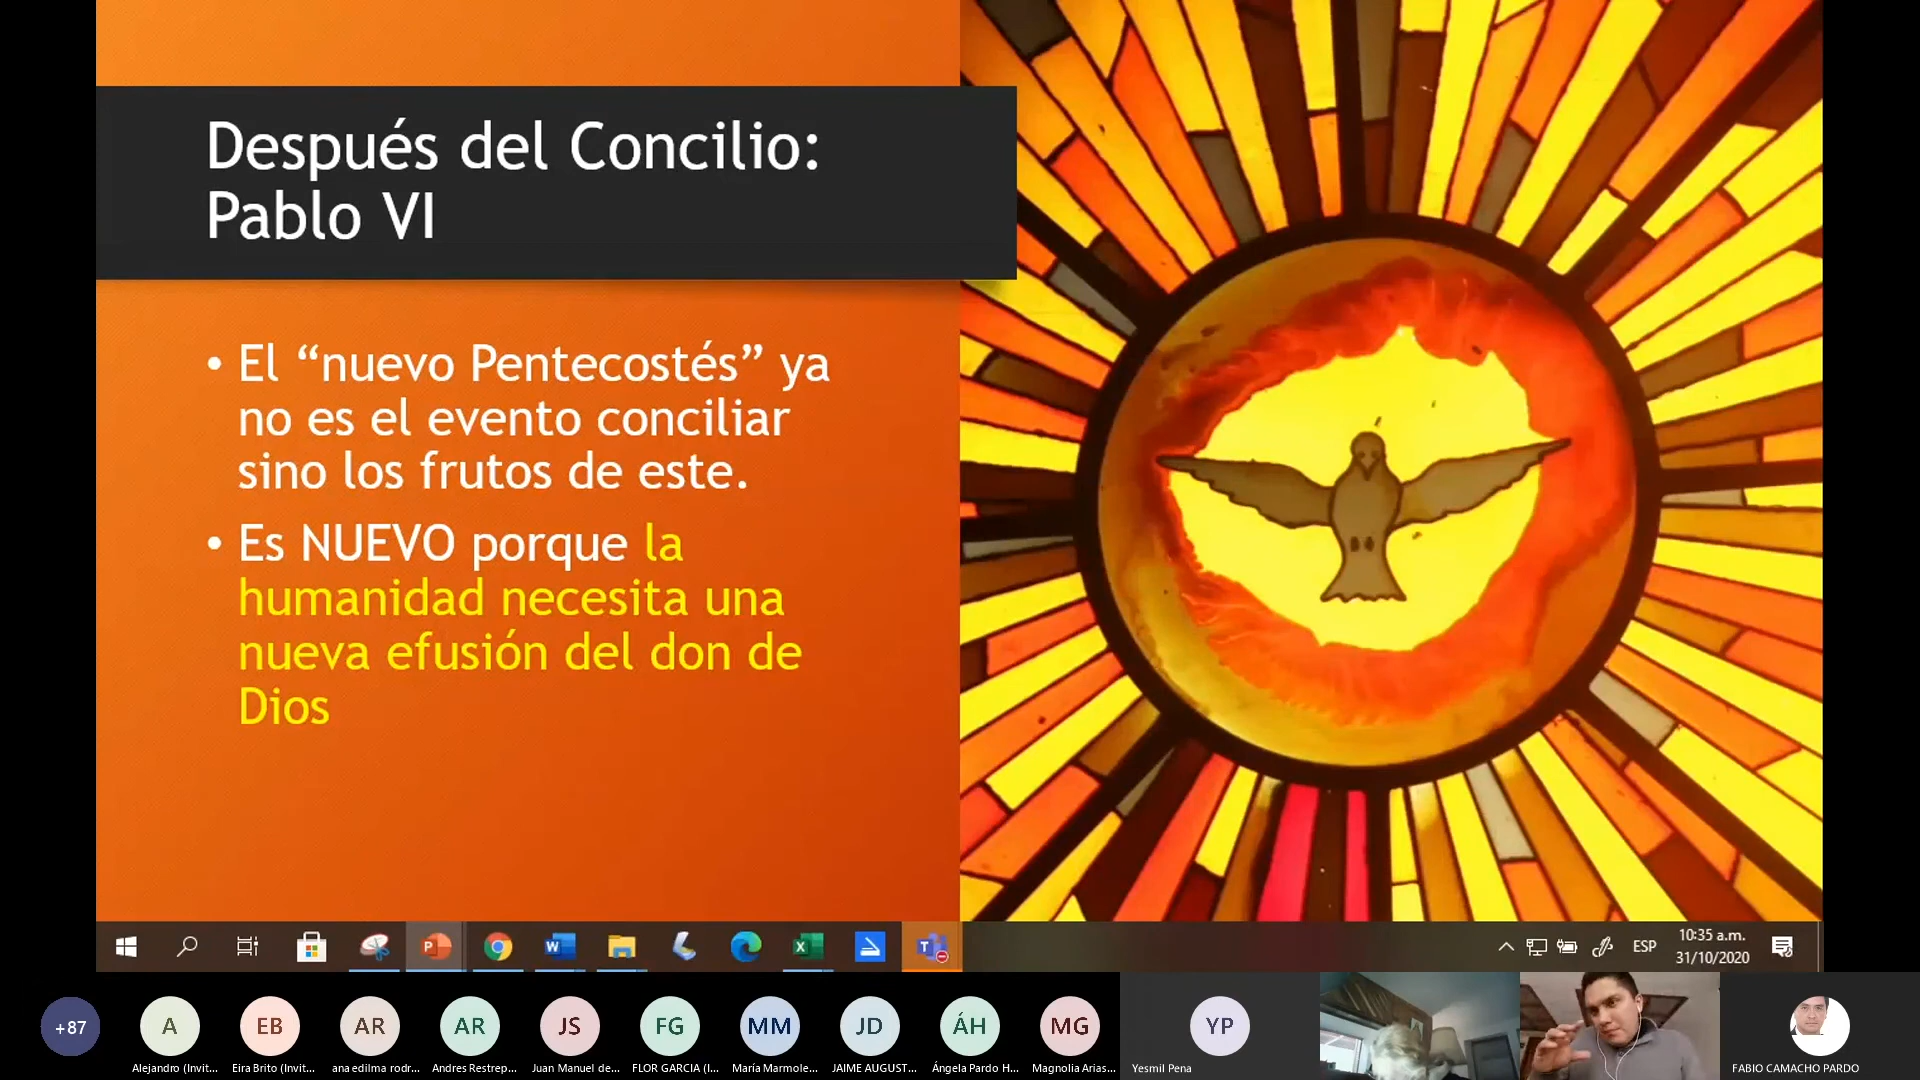 Después del Concilio:
Pablo VI
• El “nuevo Pentecostés” ya
no es el evento conciliar
sino los frutos de este.
• Es NUEVO porque la
humanidad necesita una
nueva efusión del don de
Dios
ESP
10:35 a.m.
31/10/2020
+87
A
EB
AR
AR
JS
FG
MM
JD
ÁH
MG
YP
Alejandro (Invit...
Eira Brito (Invit...
ana edilma rodr...
Andres Restrep...
Juan Manuel de...
FLOR GARCIA (I...
María Marmole...
JAIME AUGUST...
Ángela Pardo H...
Magnolia Arias...
Yesmil Pena
FABIO CAMACHO PARDO